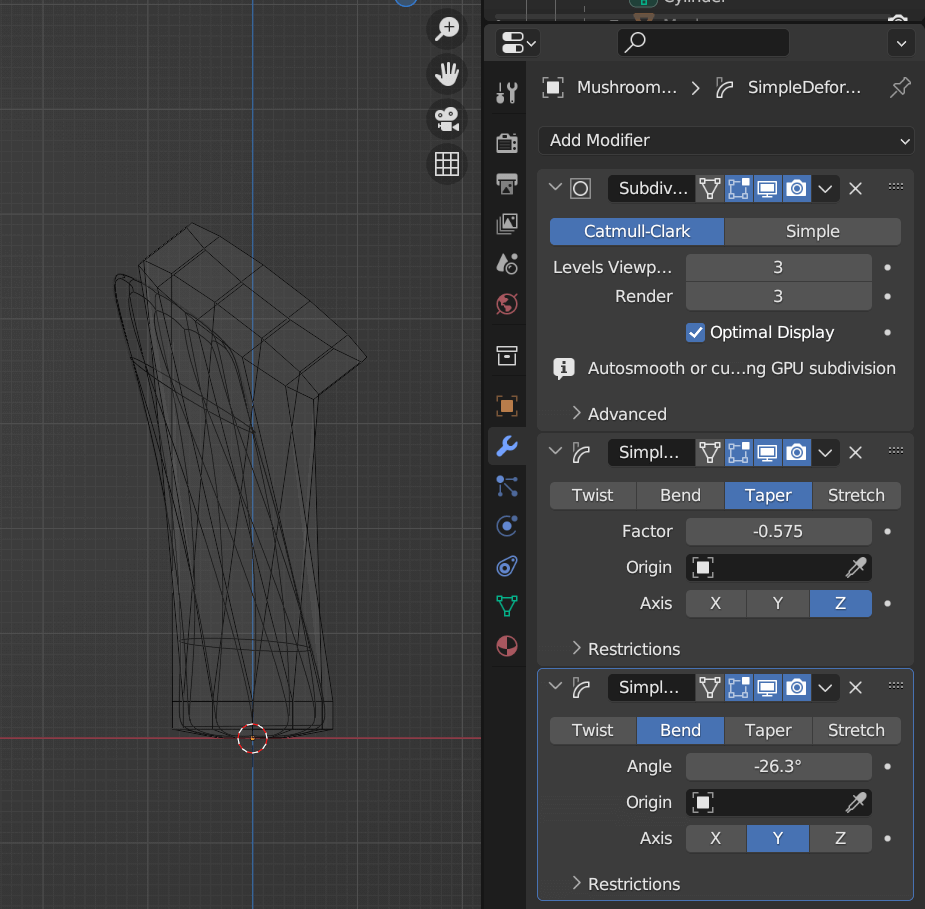 Cylinder
Mushroom... SimpleDefor...
Add Modifier
Subdiv...
Catmull-Clark Simple
Levels Viewp... 3
Render 3
Optimal Display
Autosmooth or cu...ng GPU subdivision
Advanced
Simpl...
Twist Bend Taper Stretch
Factor -0.575
Origin
Axis X Y Z
Restrictions
Simpl...
Twist Bend Taper Stretch
Angle -26.3°
Origin
Axis X Y Z
Restrictions